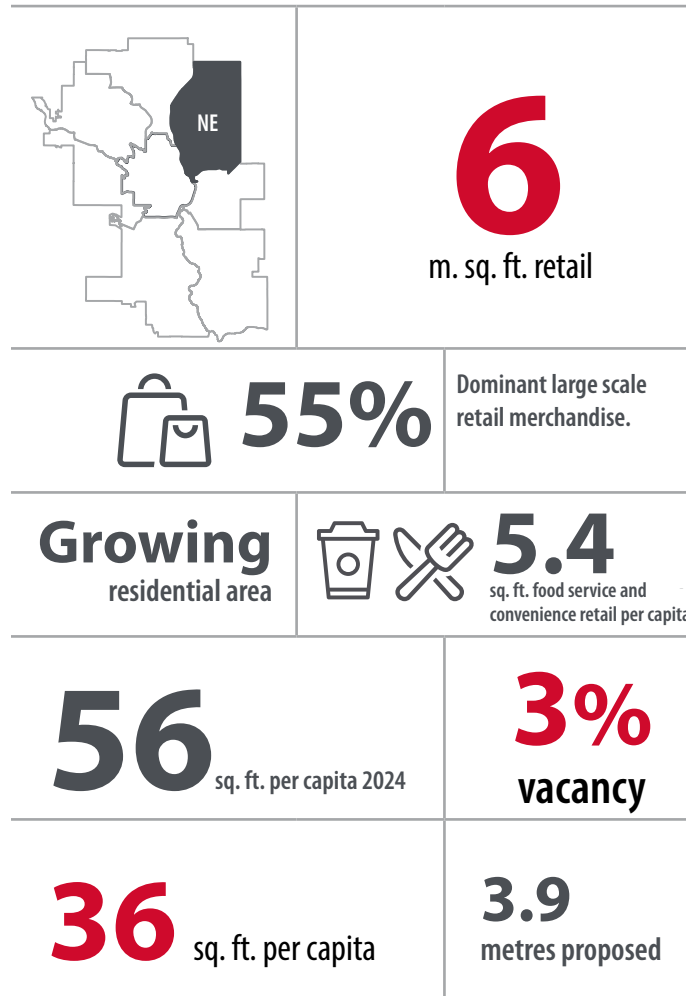 NE
6
m. sq. ft. retail
55%
Dominant large scale
retail merchandise.
Growing
residential area
5.4
sq. ft. food service and
convenience retail per capita
56
sq. ft. per capita 2024
3%
vacancy
36
sq. ft. per capita
3.9
metres proposed